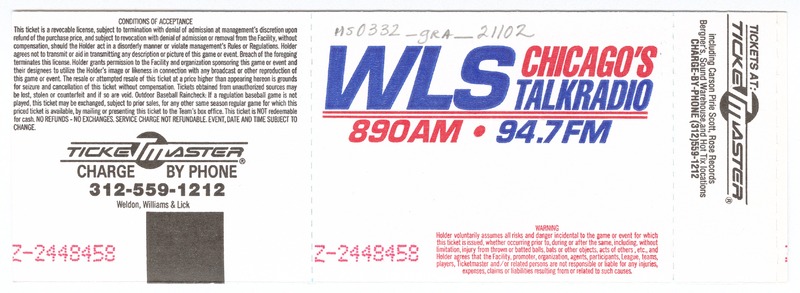 CONDITIONS OF ACCEPTANCE
This ticket is a revocable license, subject to termination with denial of admission at management's discretion upon
refund of the purchase price, and subject to revocation with denial of admission or removal from the Facility, without
compensation, should the Holder act in a disorderly manner or violate management's Rules or Regulations. Holder
agrees not to transmit or aid in transmitting any description or picture of this game or event. Breach of the foregoing
terminates this license. Holder grants permission to the Facility and organization sponsoring this game or event and
their designees to utilize the Holder's image or likeness in connection with any broadcast or other reproduction of
this game or event. The resale or attempted resale of this ticket at a price higher than appearing hereon is grounds
for seizure and cancellation of this ticket without compensation. Tickets obtained from unauthorized sources may
be lost, stolen or counterfeit and if so are void. Outdoor Baseball Raincheck: If a regulation baseball game is not
played, this ticket may be exchanged, subject to prior sales, for any other same season regular game for which this
priced ticket is available, by mailing or presenting this ticket to the Team's box office. This ticket is NOT redeemable
for cash. NO REFUNDS - NO EXCHANGES. SERVICE CHARGE NOT REFUNDABLE. EVENT, DATE AND TIME SUBJECT TO
CHANGE.
TICKETMASTER®
CHARGE BY PHONE
312-559-1212
Weldon, Williams & Lick
Z-2448458
MS0332_gRA_21102
WLS
CHICAGO'S
TALKRADIO
890AM • 94.7FM
Z-2448458
WARNING
Holder voluntarily assumes all risks and danger incidental to the game or event for which
this ticket is issued, whether occurring prior to, during or after the same, including, without
limitation, injury from thrown or batted balls, bats or other objects, acts of others, etc., and
Holder agrees that the Facility, promoter, organization, agents, participants, League, teams,
players, Ticketmaster and/or related persons are not responsible or liable for any injuries,
expenses, claims or liabilities resulting from or related to such causes.
TICKETS AT:
TICKETMASTER®
including Carson Pirie Scott, Rose Records
Bergner's, Sound Warehouse, and Hot Tix locations
CHARGE-BY-PHONE (312)559-1212